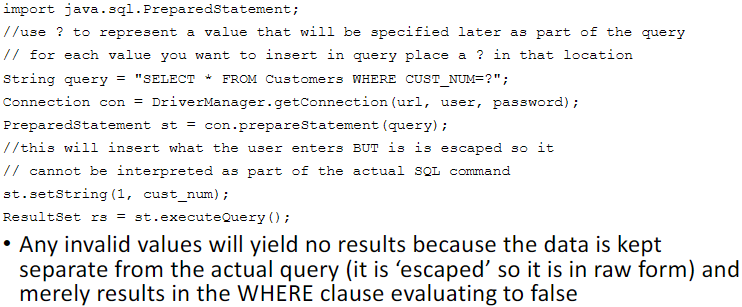 import java.sql.PreparedStatement;
//use ? to represent a value that will be specified later as part of the query
// for each value you want to insert in query place a ? in that location
String query = "SELECT * FROM Customers WHERE CUST_NUM=?";
Connection con = DriverManager.getConnection(url, user, password);
PreparedStatement st = con.prepareStatement(query);
//this will insert what the user enters BUT is is escaped so it
// cannot be interpreted as part of the actual SQL command
st.setString(1, cust_num);
ResultSet rs = st.executeQuery();
• Any invalid values will yield no results because the data is kept
separate from the actual query (it is ‘escaped’ so it is in raw form) and
merely results in the WHERE clause evaluating to false